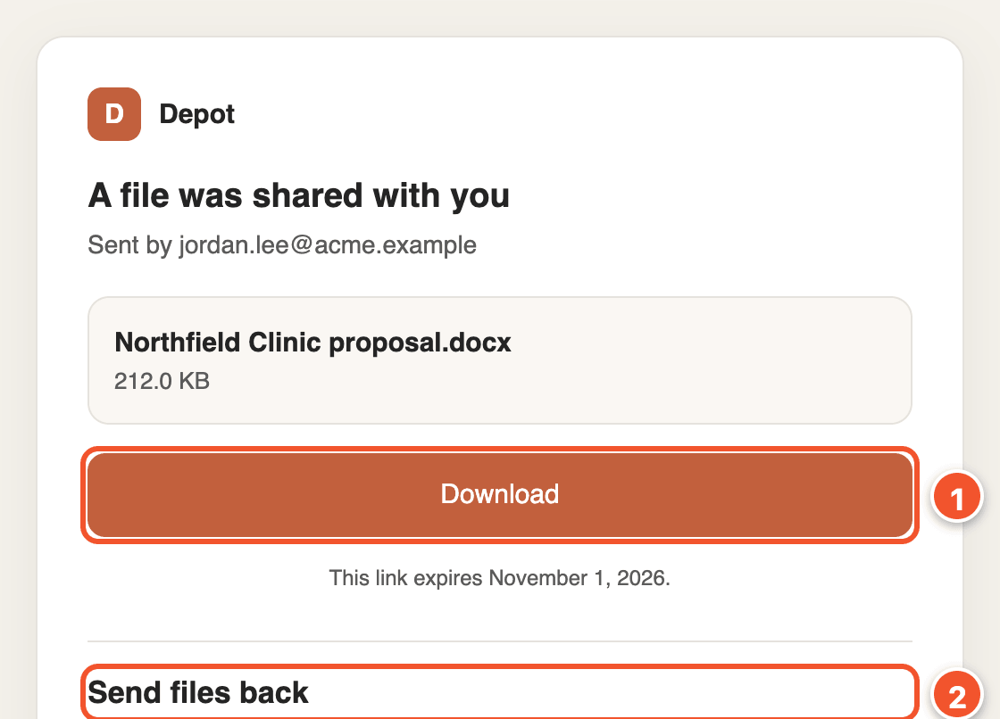 D Depot
A file was shared with you
Sent by jordan.lee@acme.example
Northfield Clinic proposal.docx
212.0 KB
Download
1
This link expires November 1, 2026.
Send files back
2